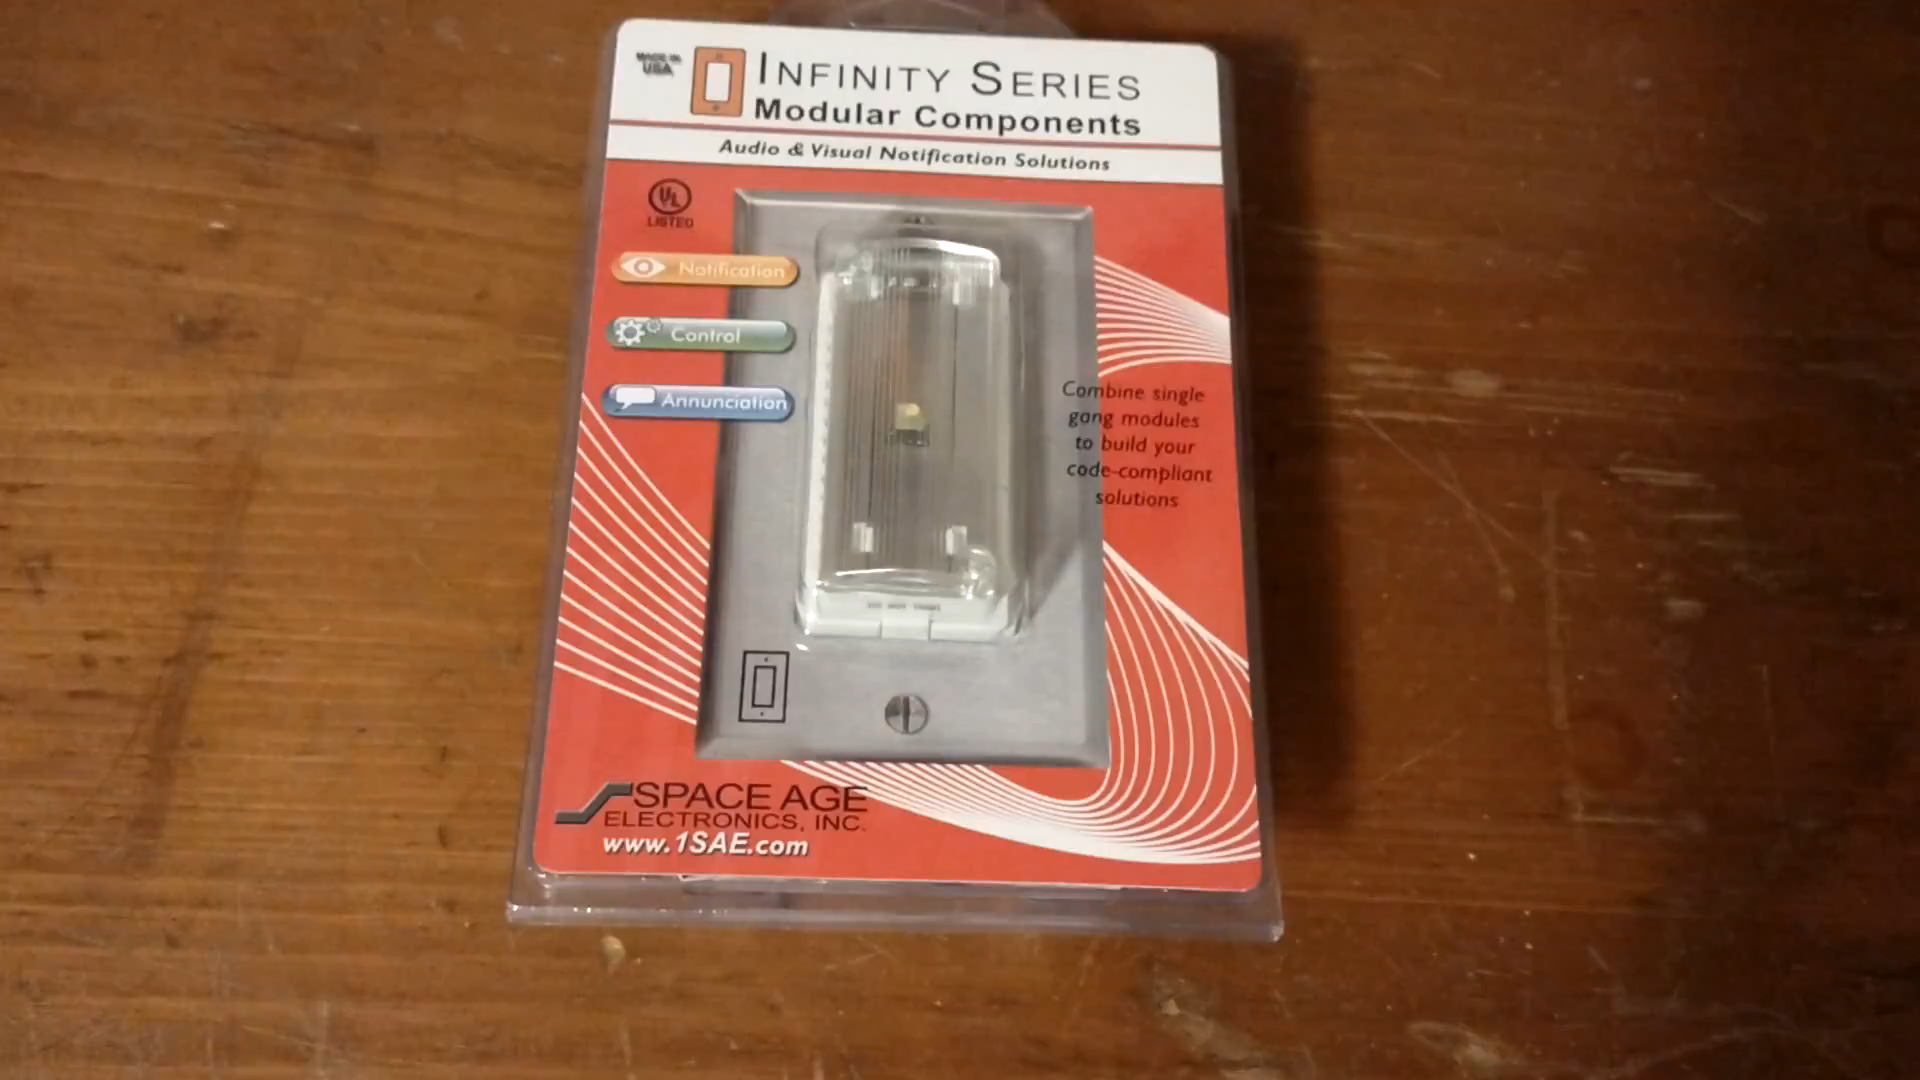 MADE IN
USA
INFINITY SERIES
Modular Components
Audio & Visual Notification Solutions
UL
LISTED
Notification
Control
Annunciation
Combine single
gang modules
to build your
code-compliant
solutions
SPACE AGE
ELECTRONICS, INC.
www.1SAE.com